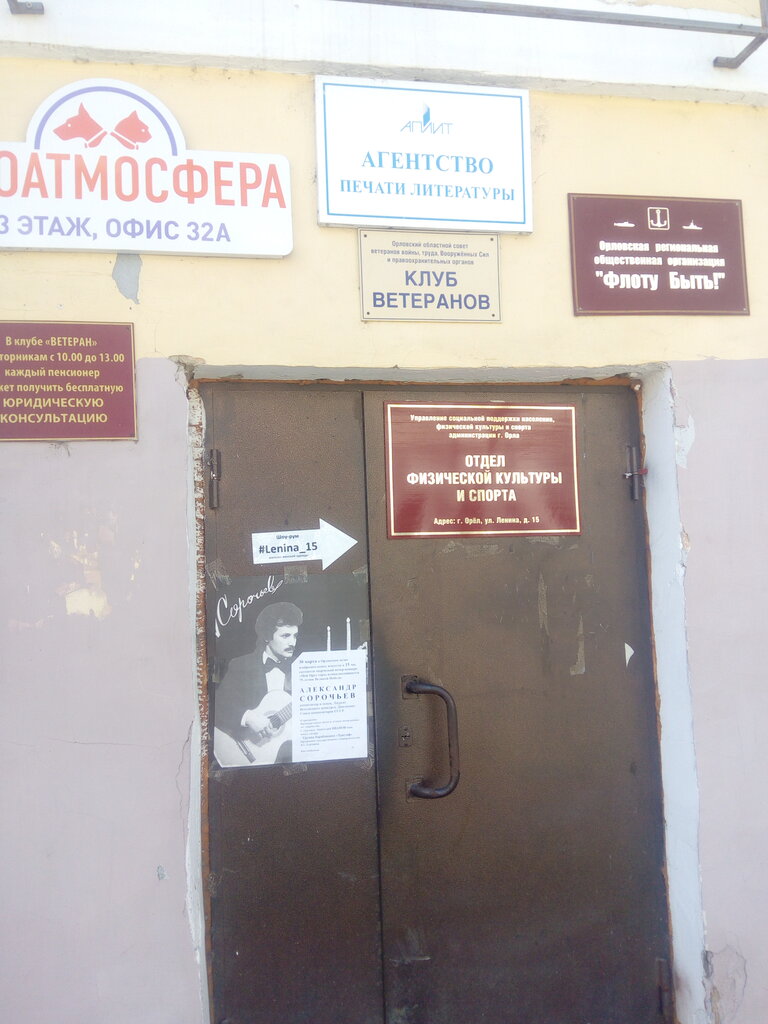 ОАТМОСФЕРА
3 ЭТАЖ, ОФИС 32А
АПЛИТ
АГЕНТСТВО
ПЕЧАТИ ЛИТЕРАТУРЫ
Орловский областной совет
ветеранов войны, труда, Вооружённых Сил
и правоохранительных органов
КЛУБ
ВЕТЕРАНОВ
Орловская региональная
общественная организация
"Флоту Быть!"
В клубе «ВЕТЕРАН»
торникам с 10.00 до 13.00
каждый пенсионер
жет получить бесплатную
ЮРИДИЧЕСКУЮ
КОНСУЛЬТАЦИЮ
Управление социальной поддержки населения,
физической культуры и спорта
администрации г. Орла
ОТДЕЛ
ФИЗИЧЕСКОЙ КУЛЬТУРЫ
И СПОРТА
Адрес: г. Орёл, ул. Ленина, д. 15
Шоу-рум
#Lenina_15
Сорочьев
АЛЕКСАНДР
СОРОЧЬЕВ